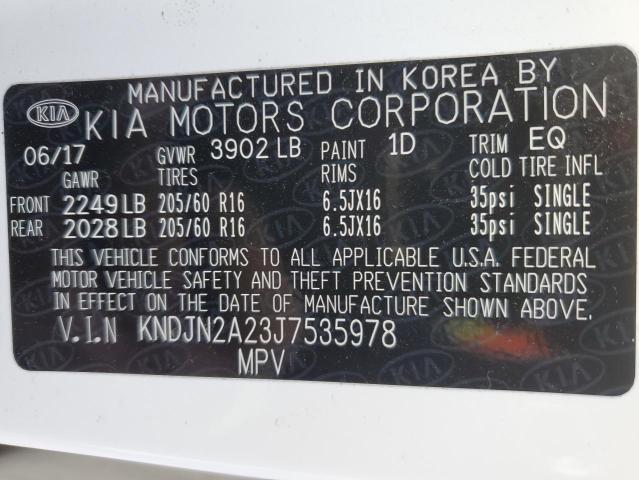 MANUFACTURED IN KOREA BY
KIA KIA MOTORS CORPORATION
06/17 GVWR 3902 LB PAINT 1D TRIM EQ
GAWR TIRES RIMS COLD TIRE INFL
FRONT 2249 LB 205/60 R16 6.5JX16 35psi SINGLE
REAR 2028 LB 205/60 R16 6.5JX16 35psi SINGLE
THIS VEHICLE CONFORMS TO ALL APPLICABLE U.S.A. FEDERAL
MOTOR VEHICLE SAFETY AND THEFT PREVENTION STANDARDS
IN EFFECT ON THE DATE OF MANUFACTURE SHOWN ABOVE.
V.I.N KNDJN2A23J7535978
MPV